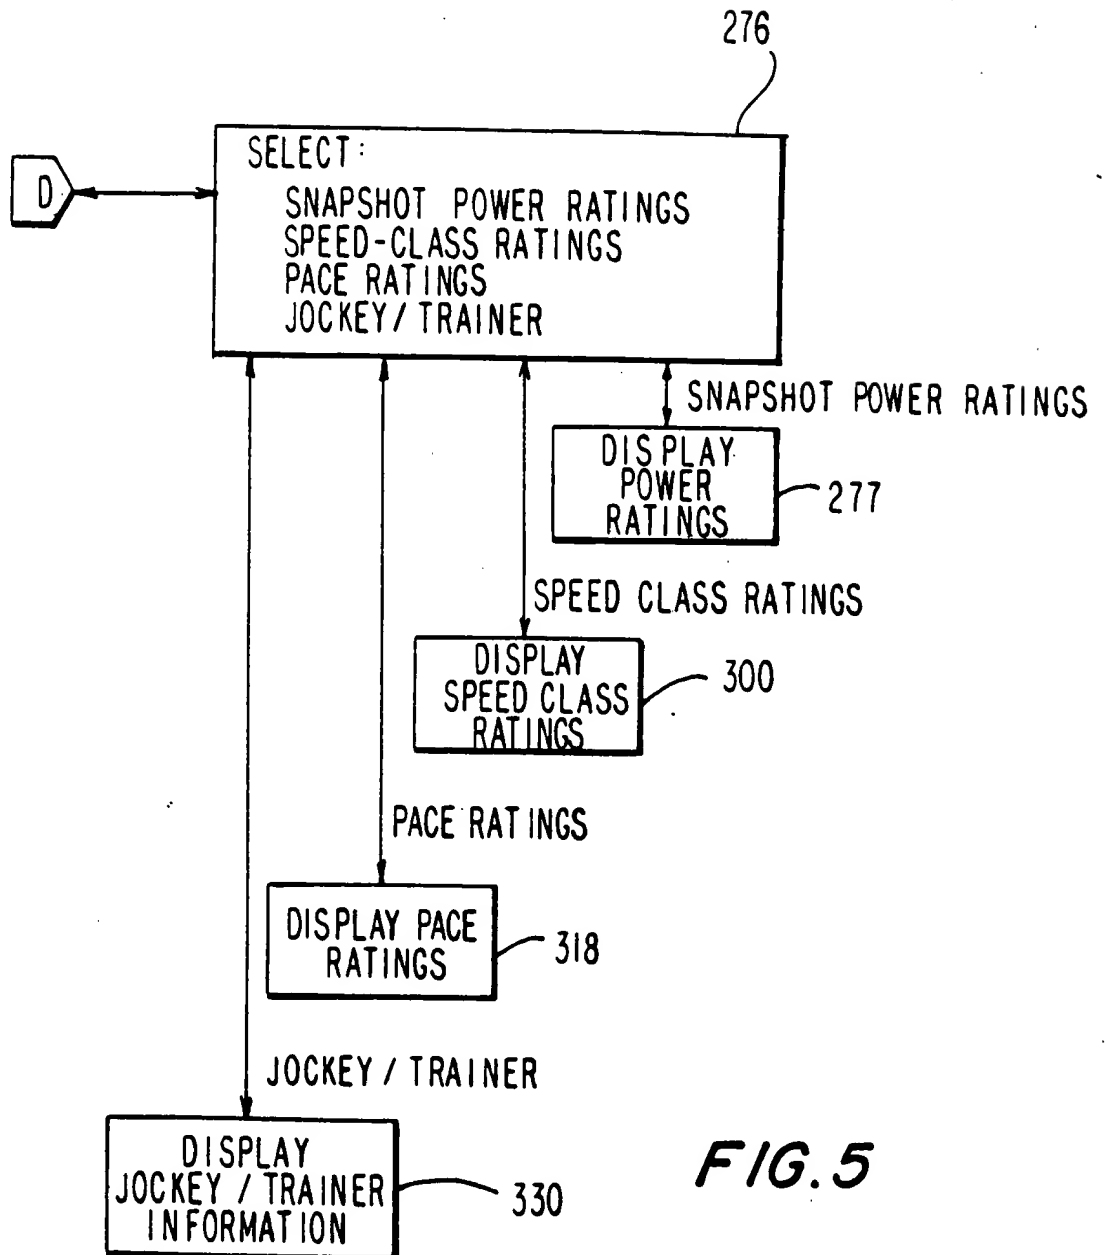 276
D
SELECT:
SNAPSHOT POWER RATINGS
SPEED-CLASS RATINGS
PACE RATINGS
JOCKEY / TRAINER
SNAPSHOT POWER RATINGS
DISPLAY
POWER
RATINGS
277
SPEED CLASS RATINGS
DISPLAY
SPEED CLASS
RATINGS
300
PACE RATINGS
DISPLAY PACE
RATINGS
318
JOCKEY / TRAINER
DISPLAY
JOCKEY / TRAINER
INFORMATION
330
FIG. 5